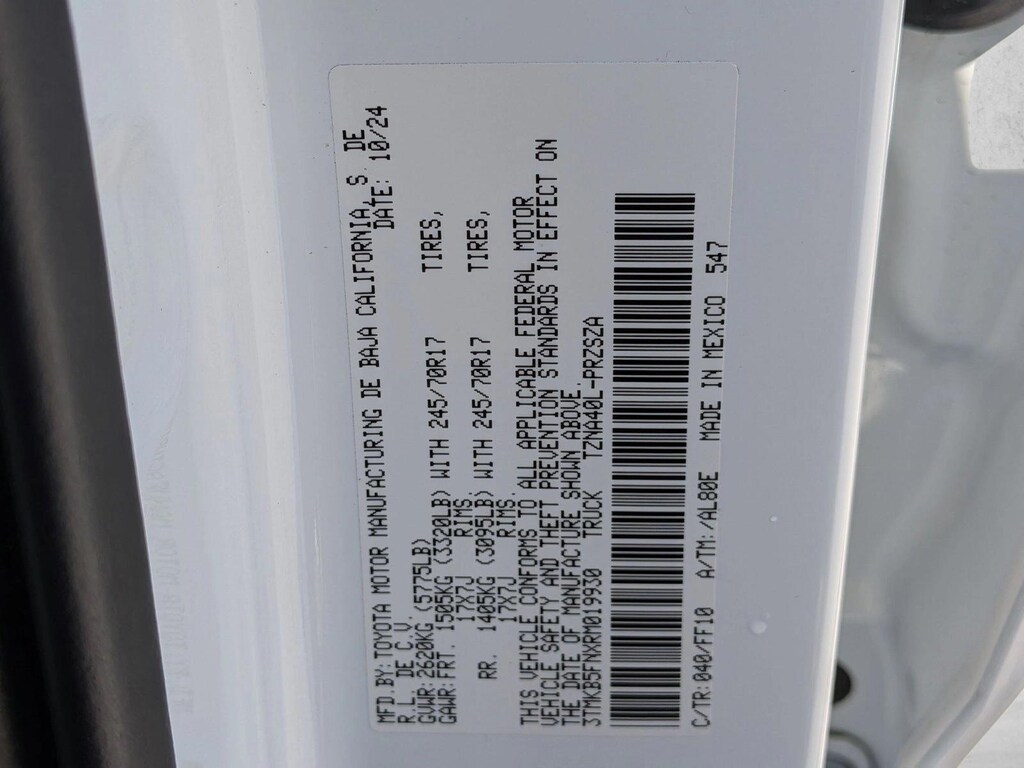 MFD.BY:TOYOTA MOTOR MANUFACTURING DE BAJA CALIFORNIA, S. DE
R.L. DE C.V. DATE: 10/24
GVWR:2620KG (5775LB)
GAWR:FRT. 1505KG (3320LB) WITH 245/70R17 TIRES,
17X7J RIMS.
RR. 1405KG (3095LB) WITH 245/70R17 TIRES,
17X7J RIMS.
THIS VEHICLE CONFORMS TO ALL APPLICABLE FEDERAL MOTOR
VEHICLE SAFETY AND THEFT PREVENTION STANDARDS IN EFFECT ON
THE DATE OF MANUFACTURE SHOWN ABOVE.
3TMKB5FNXRM019930 TRUCK TZNA48L-PRZSZA
C/TR:040/FF10 A/TM:/AL80E MADE IN MEXICO 547